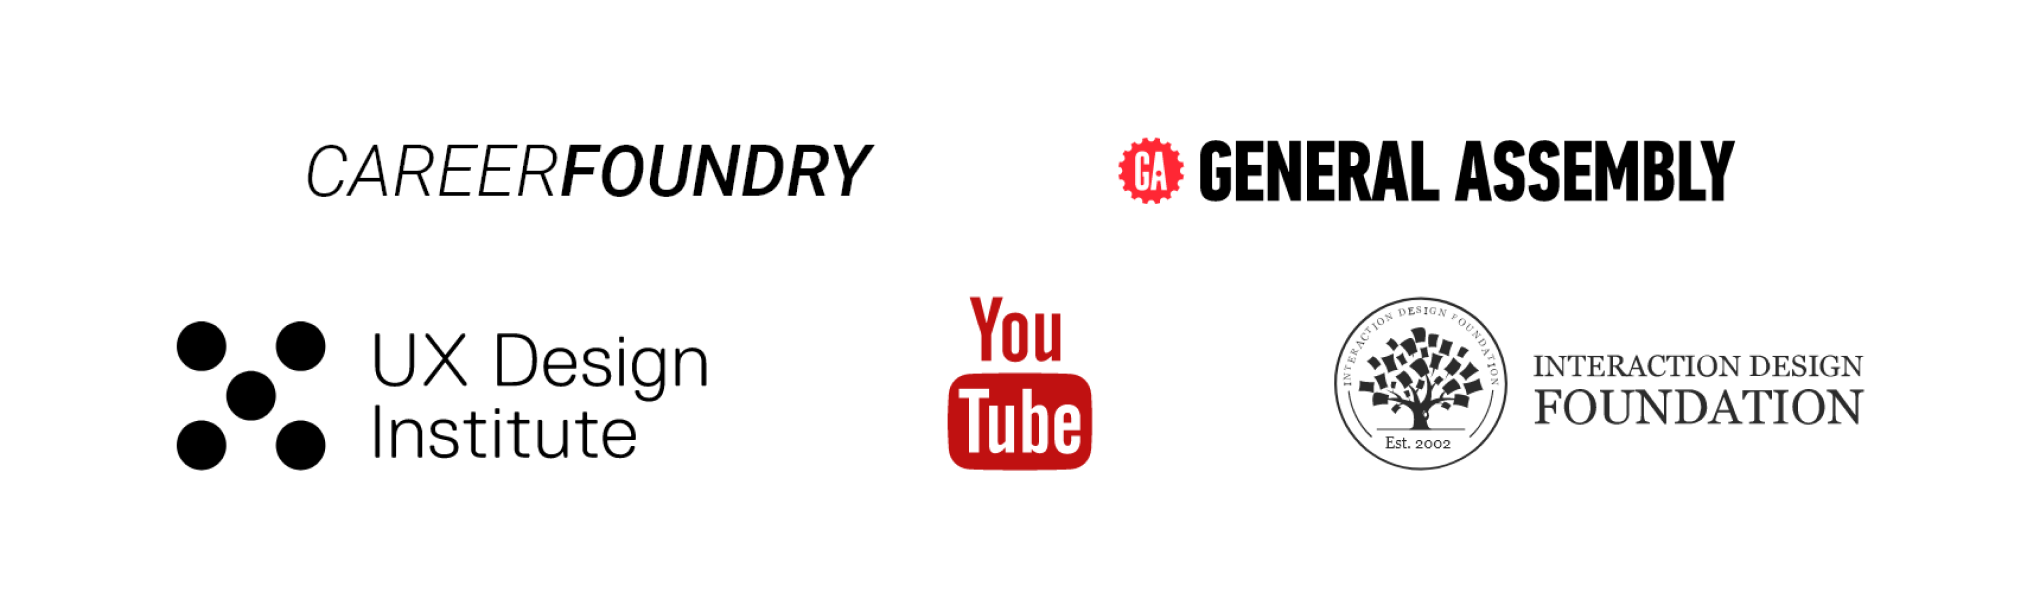 CAREERFOUNDRY
GA GENERAL ASSEMBLY
UX Design
Institute
You
Tube
INTERACTION DESIGN FOUNDATION
Est. 2002
INTERACTION DESIGN
FOUNDATION